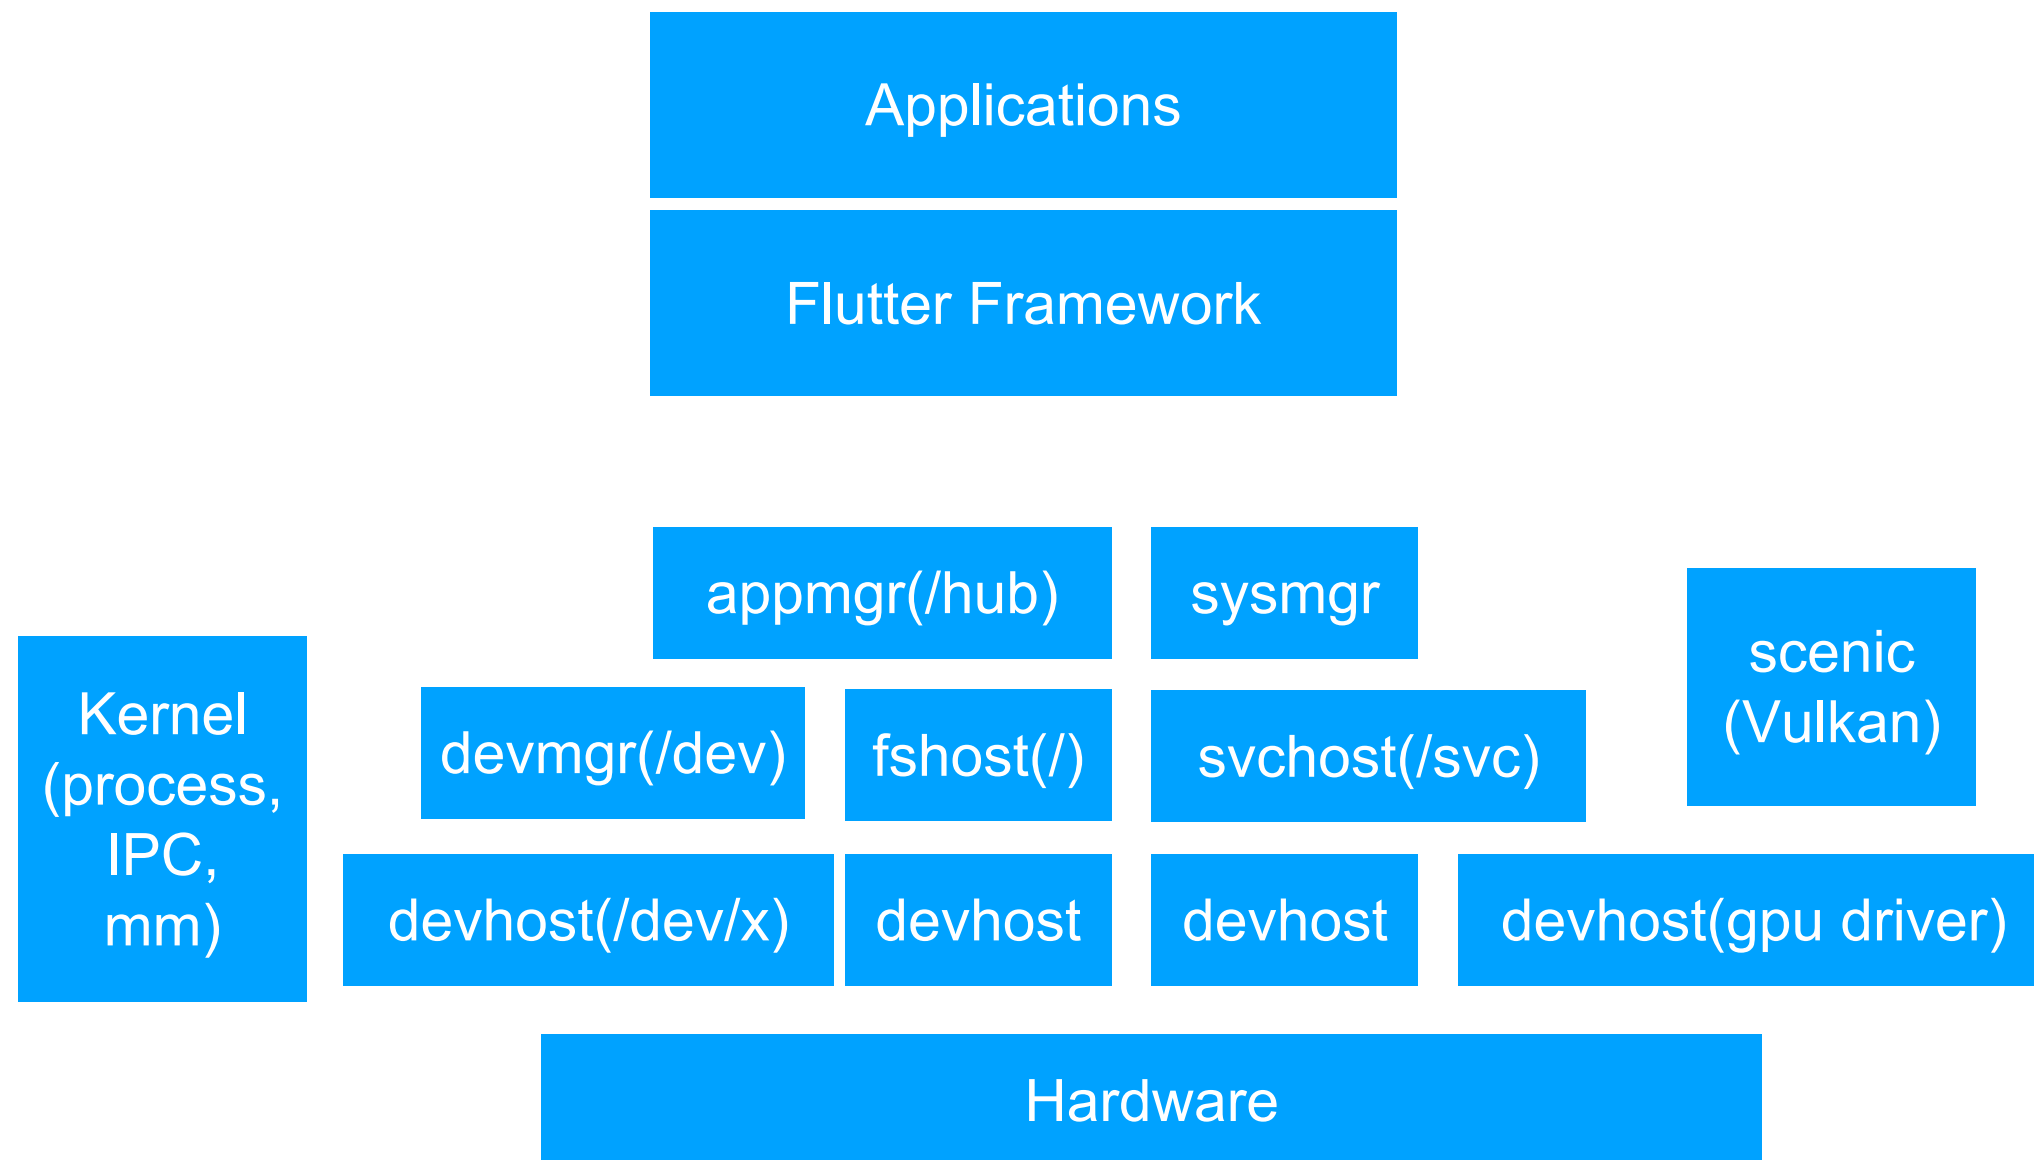 Applications
Flutter Framework
appmgr(/hub)
sysmgr
scenic
(Vulkan)
Kernel
(process,
IPC,
mm)
devmgr(/dev)
fshost(/)
svchost(/svc)
devhost(/dev/x)
devhost
devhost
devhost(gpu driver)
Hardware